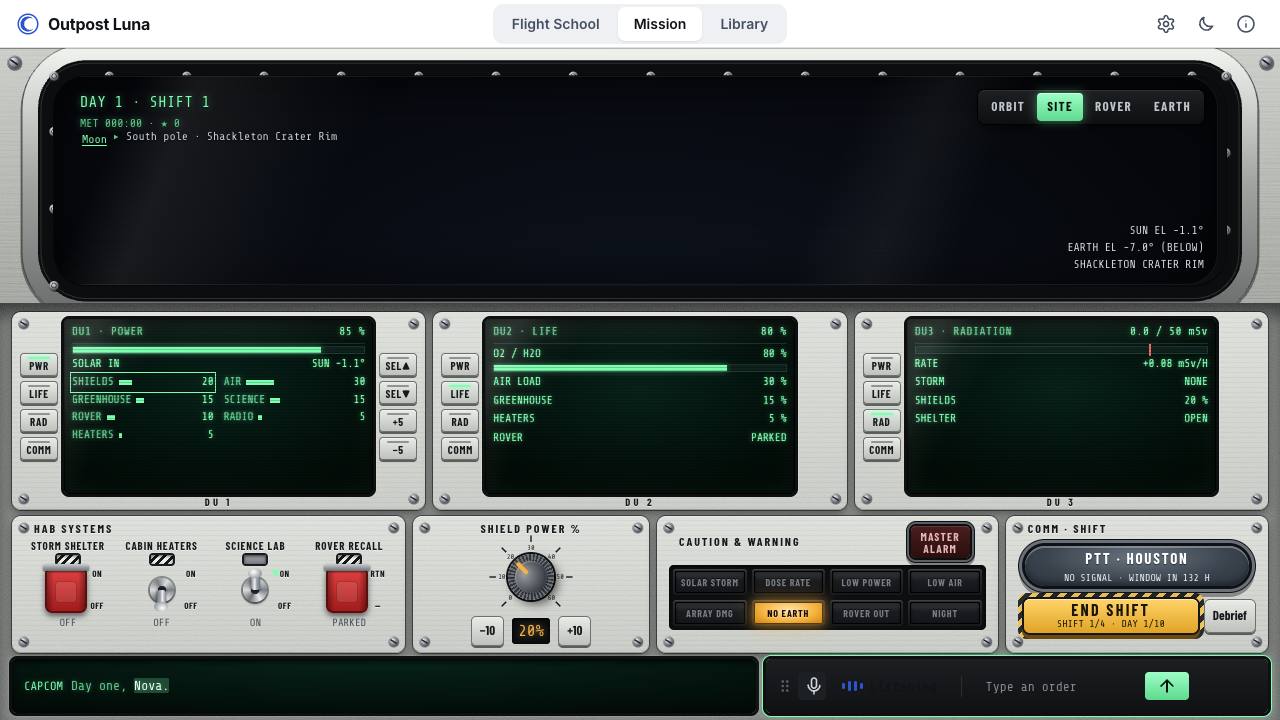 Outpost Luna
Flight School
Mission
Library
DAY 1 · SHIFT 1
MET 000:00 · ★ 0
Moon ▸ South pole · Shackleton Crater Rim
ORBIT
SITE
ROVER
EARTH
SUN EL −1.1°
EARTH EL −7.0° (BELOW)
SHACKLETON CRATER RIM
PWR
LIFE
RAD
COMM
DU1 · POWER 85 %
SOLAR IN SUN −1.1°
SHIELDS 20 AIR 30
GREENHOUSE 15 SCIENCE 15
ROVER 10 RADIO 5
HEATERS 5
SEL▲
SEL▼
+5
−5
DU 1
PWR
LIFE
RAD
COMM
DU2 · LIFE 80 %
O2 / H2O 80 %
AIR LOAD 30 %
GREENHOUSE 15 %
HEATERS 5 %
ROVER PARKED
DU 2
PWR
LIFE
RAD
COMM
DU3 · RADIATION 0.0 / 50 mSv
RATE +0.08 mSv/H
STORM NONE
SHIELDS 20 %
SHELTER OPEN
DU 3
HAB SYSTEMS
STORM SHELTER
ON
OFF
OFF
CABIN HEATERS
ON
OFF
OFF
SCIENCE LAB
ON
OFF
ON
ROVER RECALL
RTN
—
PARKED
SHIELD POWER %
0
10
20
30
40
50
60
−10
20%
+10
CAUTION & WARNING
MASTER
ALARM
SOLAR STORM
DOSE RATE
LOW POWER
LOW AIR
ARRAY DMG
NO EARTH
ROVER OUT
NIGHT
COMM · SHIFT
PTT · HOUSTON
NO SIGNAL · WINDOW IN 132 H
END SHIFT
SHIFT 1/4 · DAY 1/10
Debrief
CAPCOM Day one, Nova.
Type an order